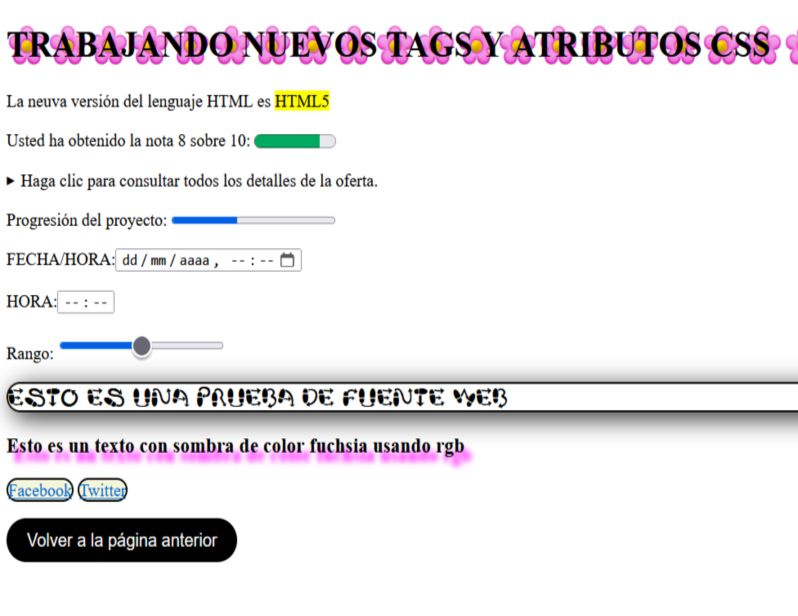 TRABAJANDO NUEVOS TAGS Y ATRIBUTOS CSS
La neuva versión del lenguaje HTML es HTML5
Usted ha obtenido la nota 8 sobre 10:
Haga clic para consultar todos los detalles de la oferta.
Progresión del proyecto:
FECHA/HORA: dd / mm / aaaa , -- : --
HORA: -- : --
Rango:
ESTO ES UNA PRUEBA DE FUENTE WEB
Esto es un texto con sombra de color fuchsia usando rgb
Facebook Twitter
Volver a la página anterior